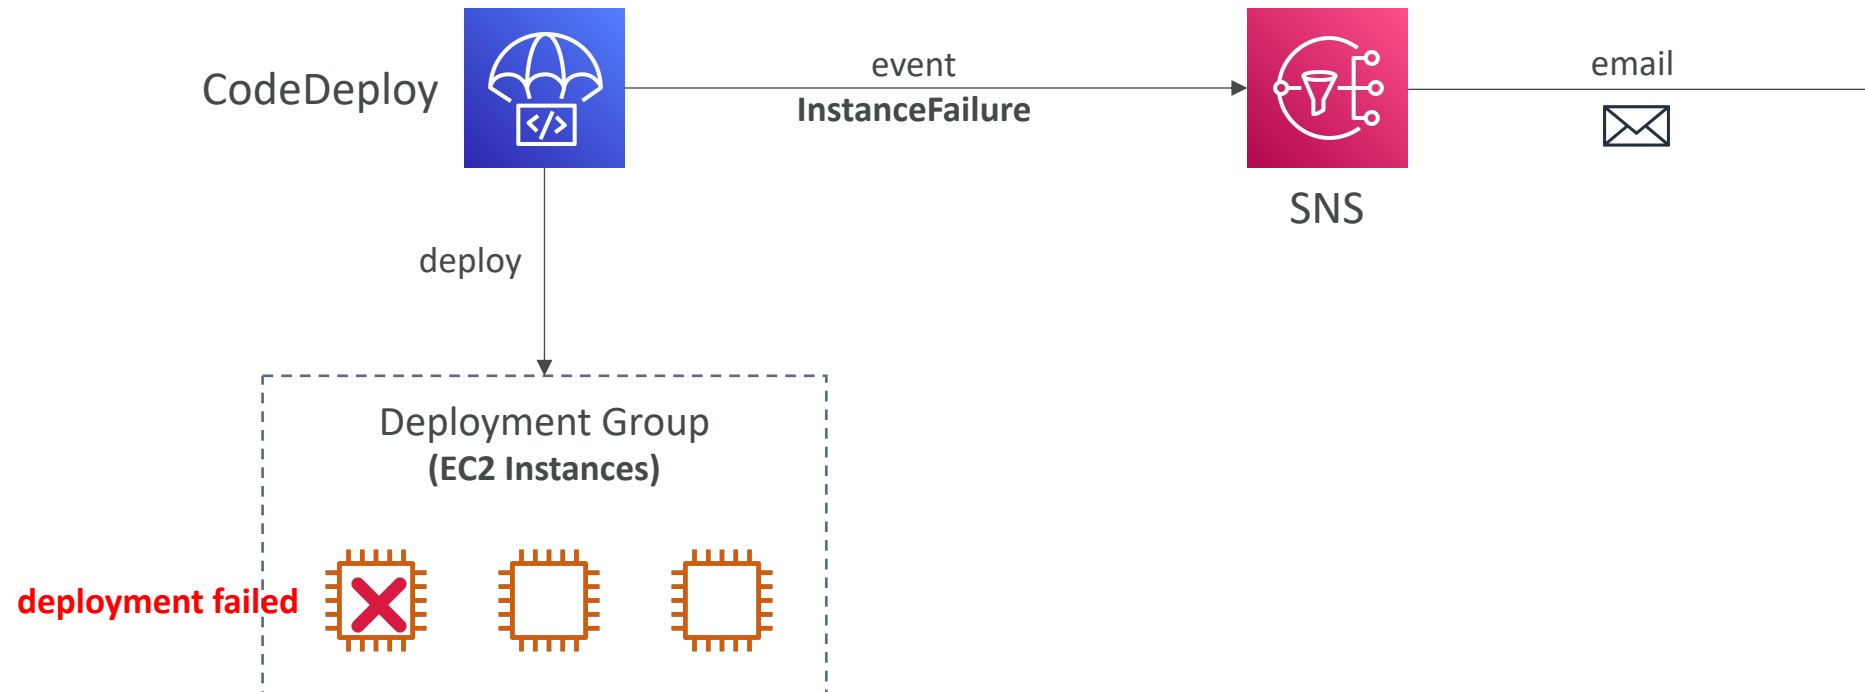 CodeDeploy
</>
event
InstanceFailure
email
SNS
deploy
Deployment Group
(EC2 Instances)
deployment failed